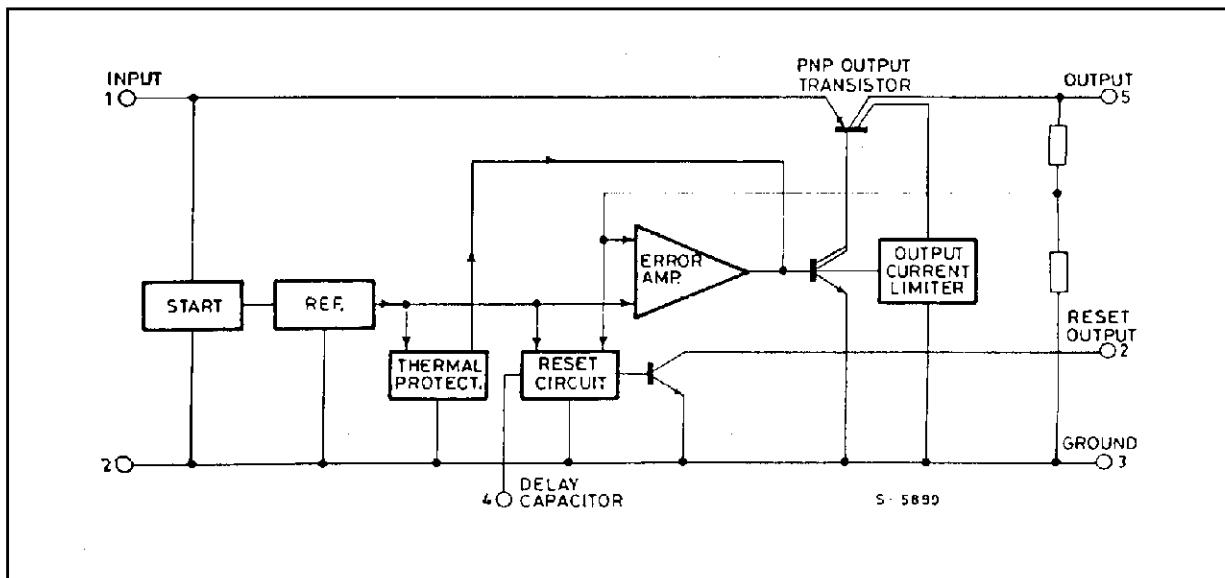 PNP OUTPUT
TRANSISTOR
INPUT
1
OUTPUT
5
START
REF.
ERROR
AMP.
OUTPUT
CURRENT
LIMITER
THERMAL
PROTECT.
RESET
CIRCUIT
RESET
OUTPUT
2
2
GROUND
3
4
DELAY
CAPACITOR
S-5890